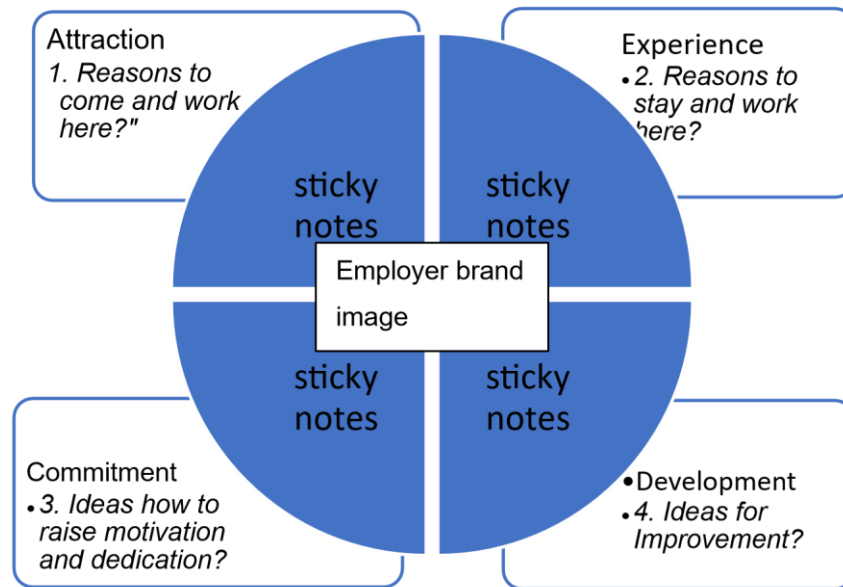 Attraction
1. Reasons to
come and work
here?"
Experience
• 2. Reasons to
stay and work
here?
sticky
notes
sticky
notes
Employer brand
image
sticky
notes
sticky
notes
Commitment
• 3. Ideas how to
raise motivation
and dedication?
•Development
• 4. Ideas for
Improvement?